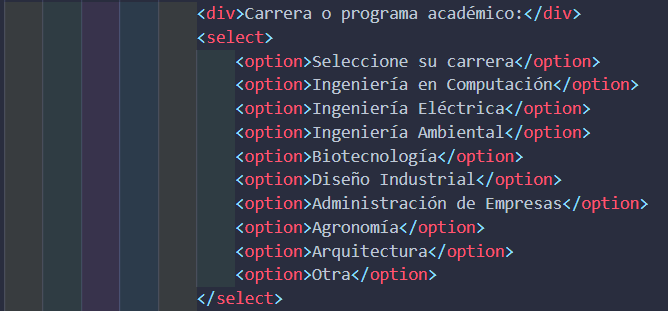 <div>Carrera o programa académico:</div>
<select>
<option>Seleccione su carrera</option>
<option>Ingeniería en Computación</option>
<option>Ingeniería Eléctrica</option>
<option>Ingeniería Ambiental</option>
<option>Biotecnología</option>
<option>Diseño Industrial</option>
<option>Administración de Empresas</option>
<option>Agronomía</option>
<option>Arquitectura</option>
<option>Otra</option>
</select>